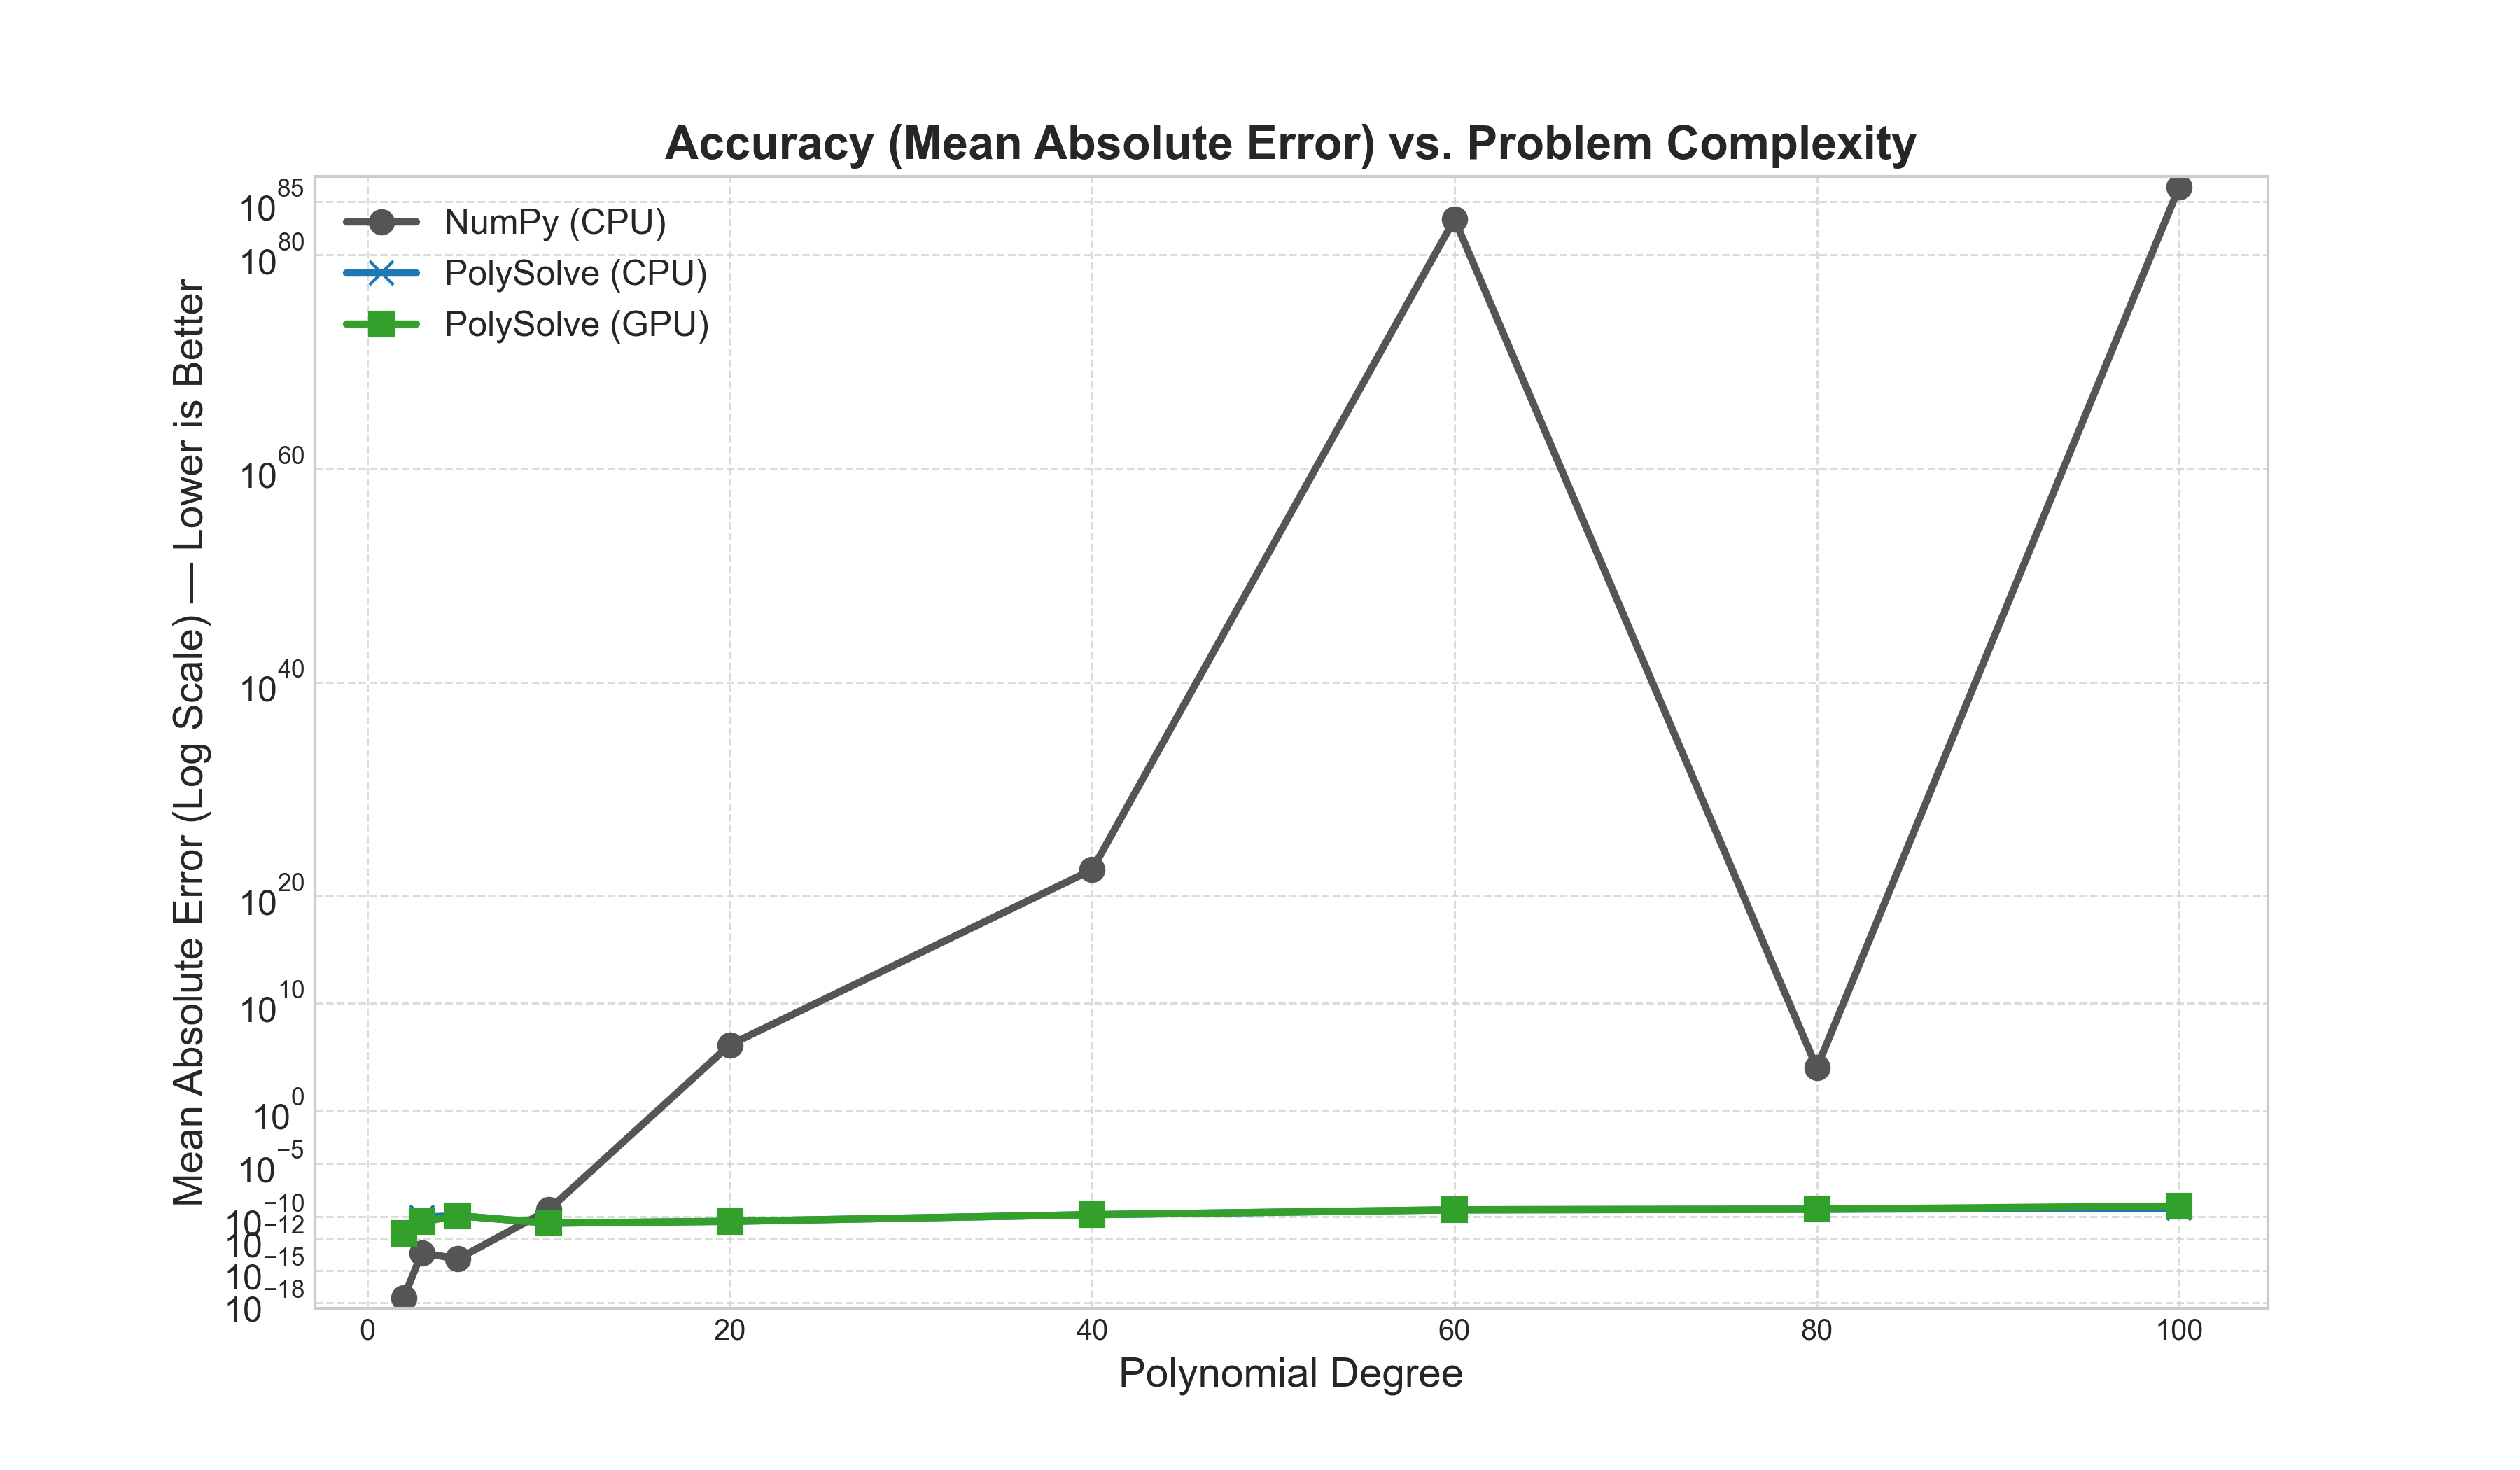 Accuracy (Mean Absolute Error) vs. Problem Complexity
Mean Absolute Error (Log Scale) — Lower is Better
10^85
10^80
10^60
10^40
10^20
10^10
10^0
10^−5
10^−10
10^−12
10^−15
10^−18
NumPy (CPU)
PolySolve (CPU)
PolySolve (GPU)
0 20 40 60 80 100
Polynomial Degree